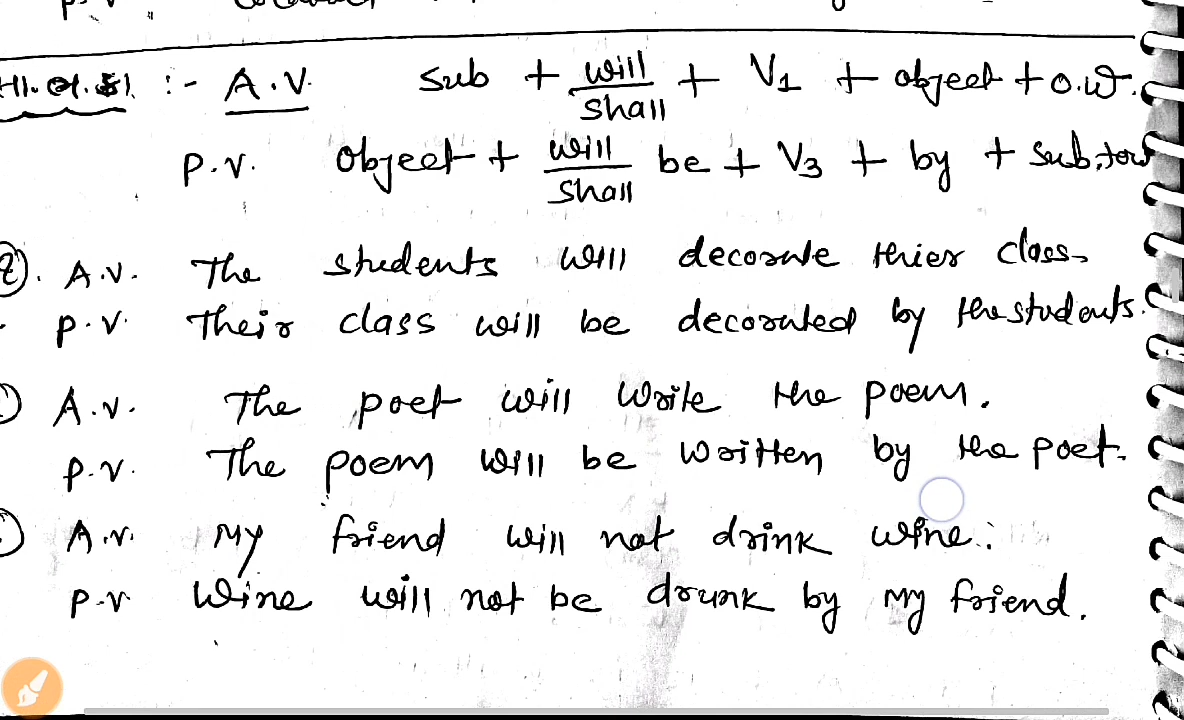 :- A.V. Sub + will/shall + V1 + object + o.w.
P.V. Object + will/shall be + V3 + by + Sub + ow
A.V. The students will decorate thier class
P.V. Their class will be decorated by the students.
A.V. The poet will write the poem.
P.V. The poem will be written by the poet.
A.V. My friend will not drink wine.
P.V Wine will not be drunk by My friend.